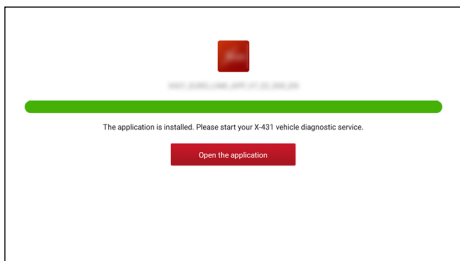 The application is installed. Please start your X-431 vehicle diagnostic service.
Open the application